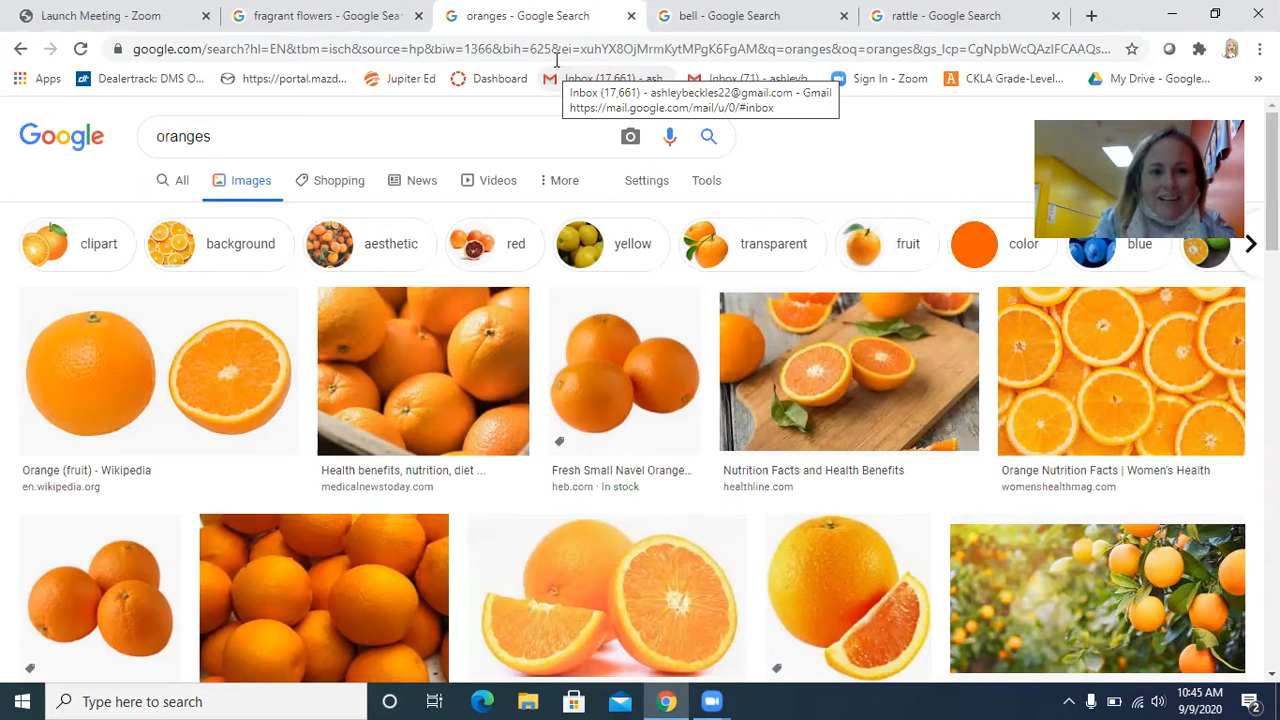 Launch Meeting - Zoom
fragrant flowers - Google Sea
oranges - Google Search
bell - Google Search
rattle - Google Search
google.com/search?hl=EN&tbm=isch&source=hp&biw=1366&bih=625&ei=xuhYX8OjMrmKytMPgK8FgAM&q=oranges&oq=oranges&gs_lcp=CgNpbWcQAzIFCAAQs...
Apps
Dealertrack: DMS O...
https://portal.mazd...
Jupiter Ed
Dashboard
Inbox (17,661) - ash
Inbox (71) - ashleyb
Sign In - Zoom
CKLA General-Level...
My Drive - Google...
Inbox (17,661) - ashleybeckles22@gmail.com - Gmail
https://mail.google.com/mail/u/0/#inbox
Google
oranges
All
Images
Shopping
News
Videos
More
Settings
Tools
clipart
background
aesthetic
red
yellow
transparent
fruit
color
blue
Orange (fruit) - Wikipedia
en.wikipedia.org
Health benefits, nutrition, diet ...
medicalnewstoday.com
Fresh Small Navel Orange...
heb.com · In stock
Nutrition Facts and Health Benefits
healthline.com
Orange Nutrition Facts | Women's Health
womenshealthmag.com
Type here to search
10:45 AM
9/9/2020
2